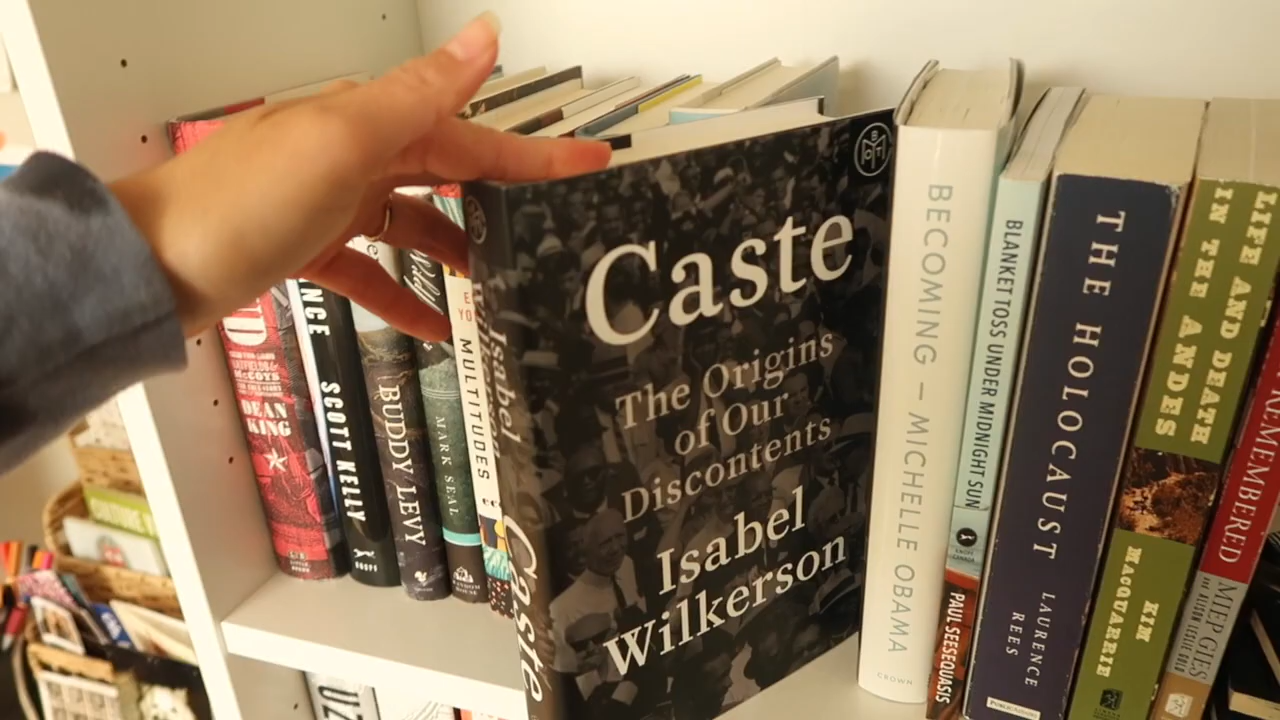 DEAN
KING
SCOTT KELLY
BUDDY LEVY
Wild
MARK SEAL
MULTITUDES
Isabel
Wilkerson
Caste
Caste
The Origins
of Our
Discontents
Isabel
Wilkerson
BECOMING – MICHELLE OBAMA
CROWN
BLANKET TOSS UNDER MIDNIGHT SUN
PAUL SEESEQUASIS
THE HOLOCAUST
LAURENCE
REES
PUBLICAFFAIRS
LIFE AND DEATH
IN THE ANDES
KIM
MACQUARRIE
REMEMBERED
MIEP GIES